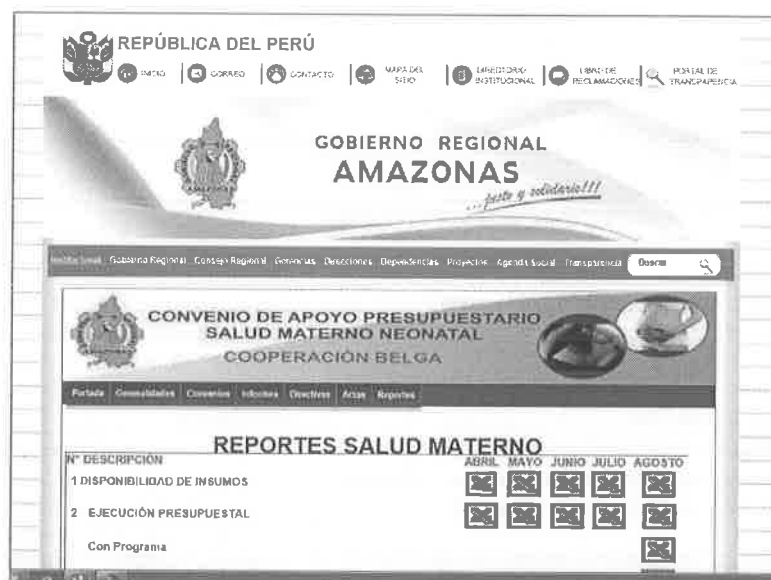 REPÚBLICA DEL PERÚ
INICIO CORREO CONTACTO MAPA DEL SITIO DIRECTORIO INSTITUCIONAL LIBRO DE RECLAMACIONES PORTAL DE TRANSPARENCIA
GOBIERNO REGIONAL
AMAZONAS
...justo y solidario!!!
Institucional Gobierno Regional Consejo Regional Gerencias Direcciones Dependencias Proyectos Agenda Social Transparencia Buscar
CONVENIO DE APOYO PRESUPUESTARIO
SALUD MATERNO NEONATAL
COOPERACIÓN BELGA
Portada Generalidades Convenios Informes Directivas Actas Reportes
REPORTES SALUD MATERNO
N° DESCRIPCIÓN ABRIL MAYO JUNIO JULIO AGOSTO
1 DISPONIBILIDAD DE INSUMOS
2 EJECUCIÓN PRESUPUESTAL
Con Programa